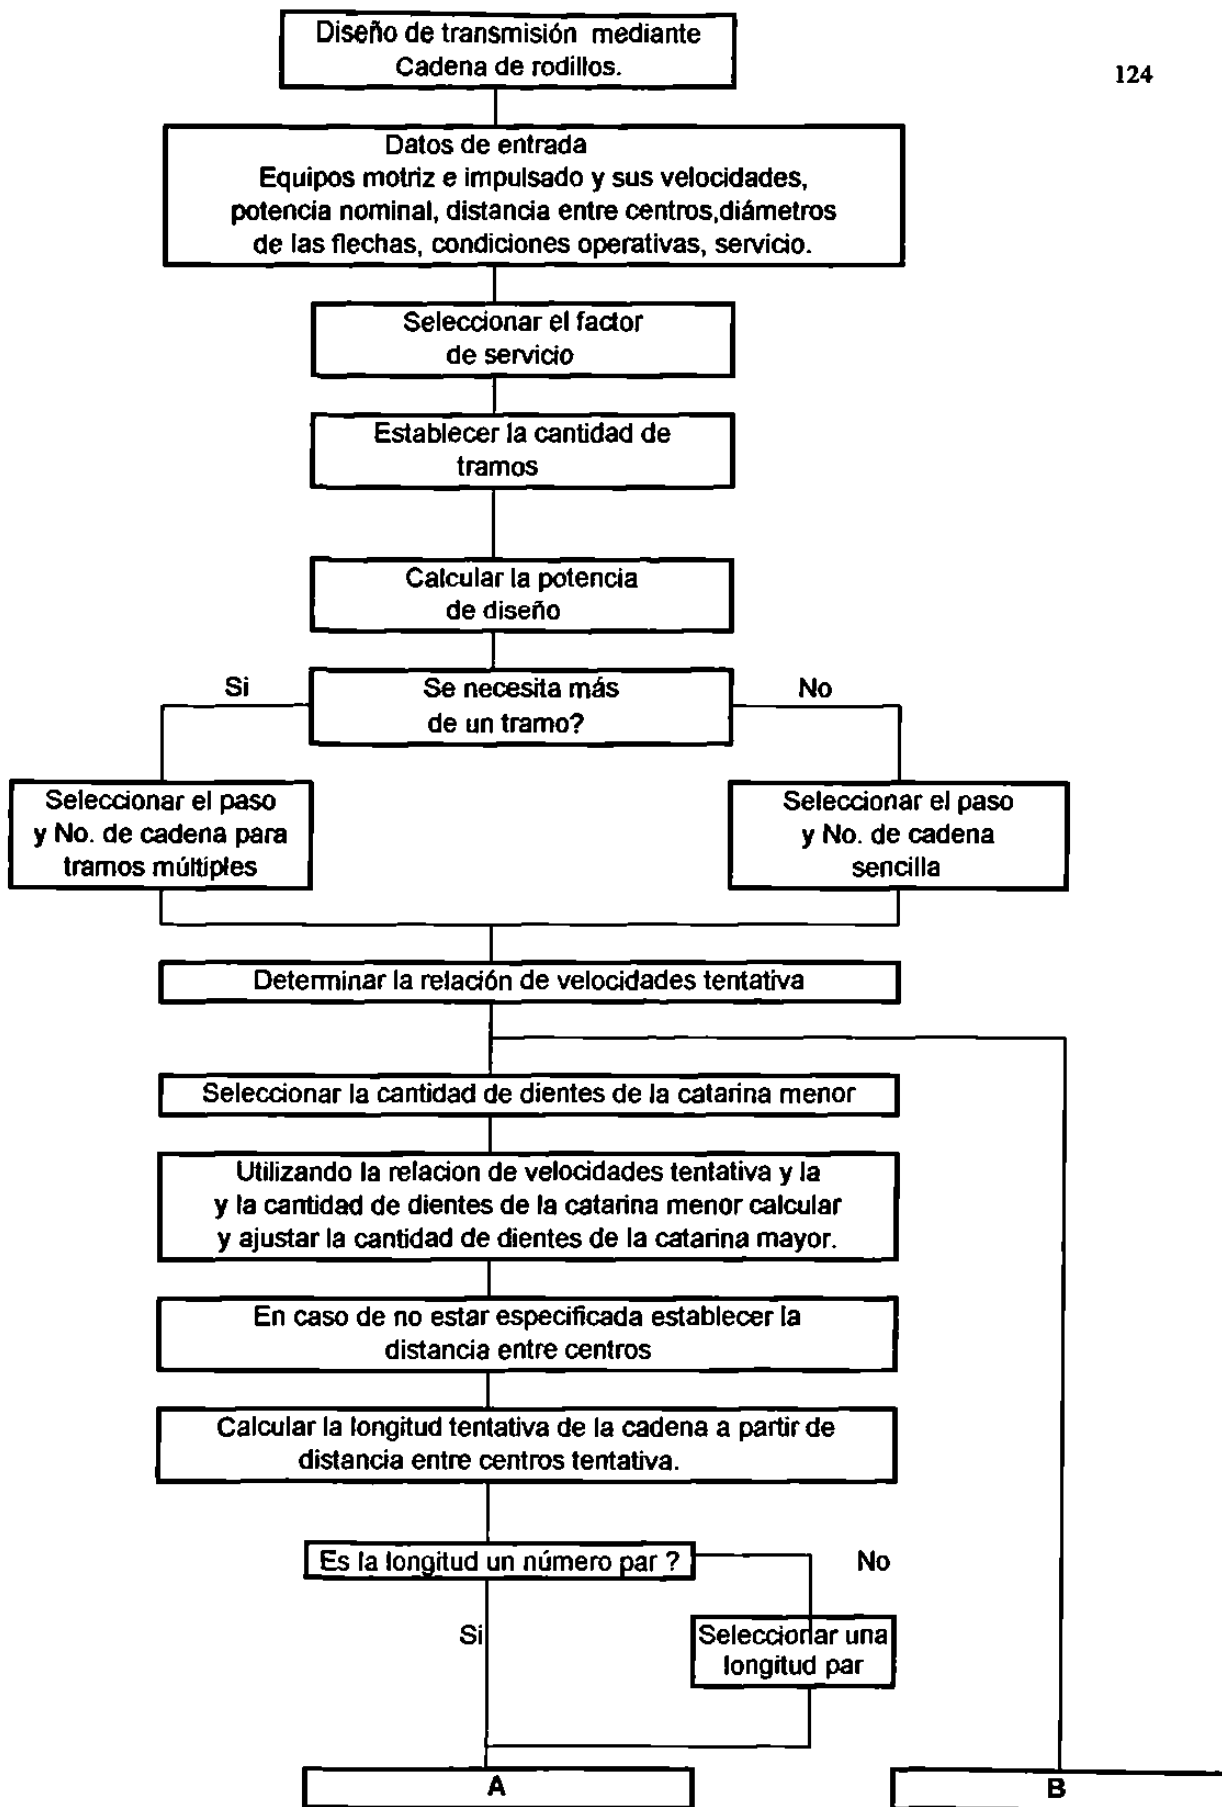 Diseño de transmisión mediante
Cadena de rodillos.
124
Datos de entrada
Equipos motriz e impulsado y sus velocidades,
potencia nominal, distancia entre centros,diámetros
de las flechas, condiciones operativas, servicio.
Seleccionar el factor
de servicio
Establecer la cantidad de
tramos
Calcular la potencia
de diseño
Si
Se necesita más
de un tramo?
No
Seleccionar el paso
y No. de cadena para
tramos múltiples
Seleccionar el paso
y No. de cadena
sencilla
Determinar la relación de velocidades tentativa
Seleccionar la cantidad de dientes de la catarina menor
Utilizando la relacion de velocidades tentativa y la
y la cantidad de dientes de la catarina menor calcular
y ajustar la cantidad de dientes de la catarina mayor.
En caso de no estar especificada establecer la
distancia entre centros
Calcular la longitud tentativa de la cadena a partir de
distancia entre centros tentativa.
Es la longitud un número par ?
No
Si
Seleccionar una
longitud par
A
B